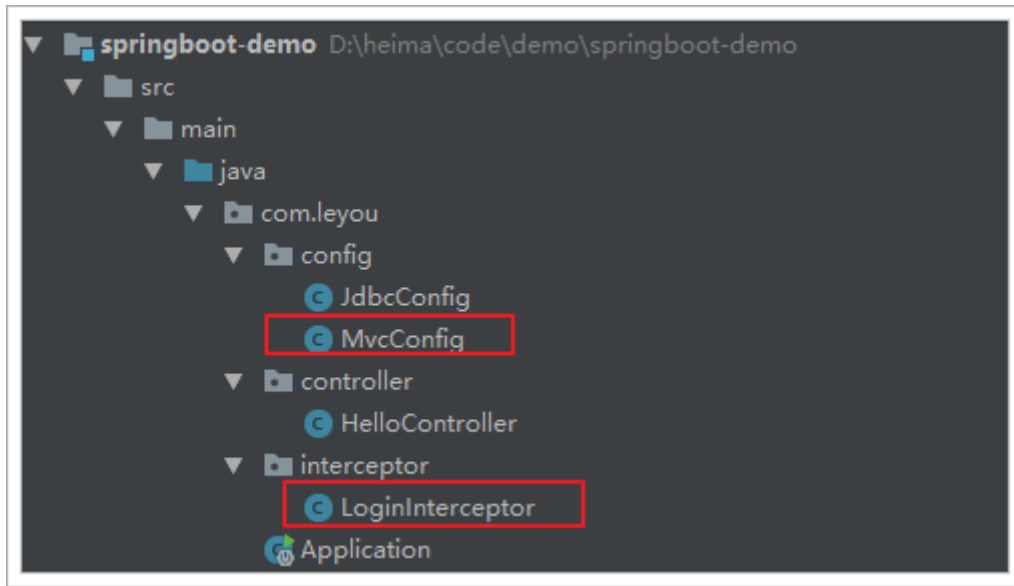 springboot-demo D:\heima\code\demo\springboot-demo
src
main
java
com.leyou
config
JdbcConfig
MvcConfig
controller
HelloController
interceptor
LoginInterceptor
Application